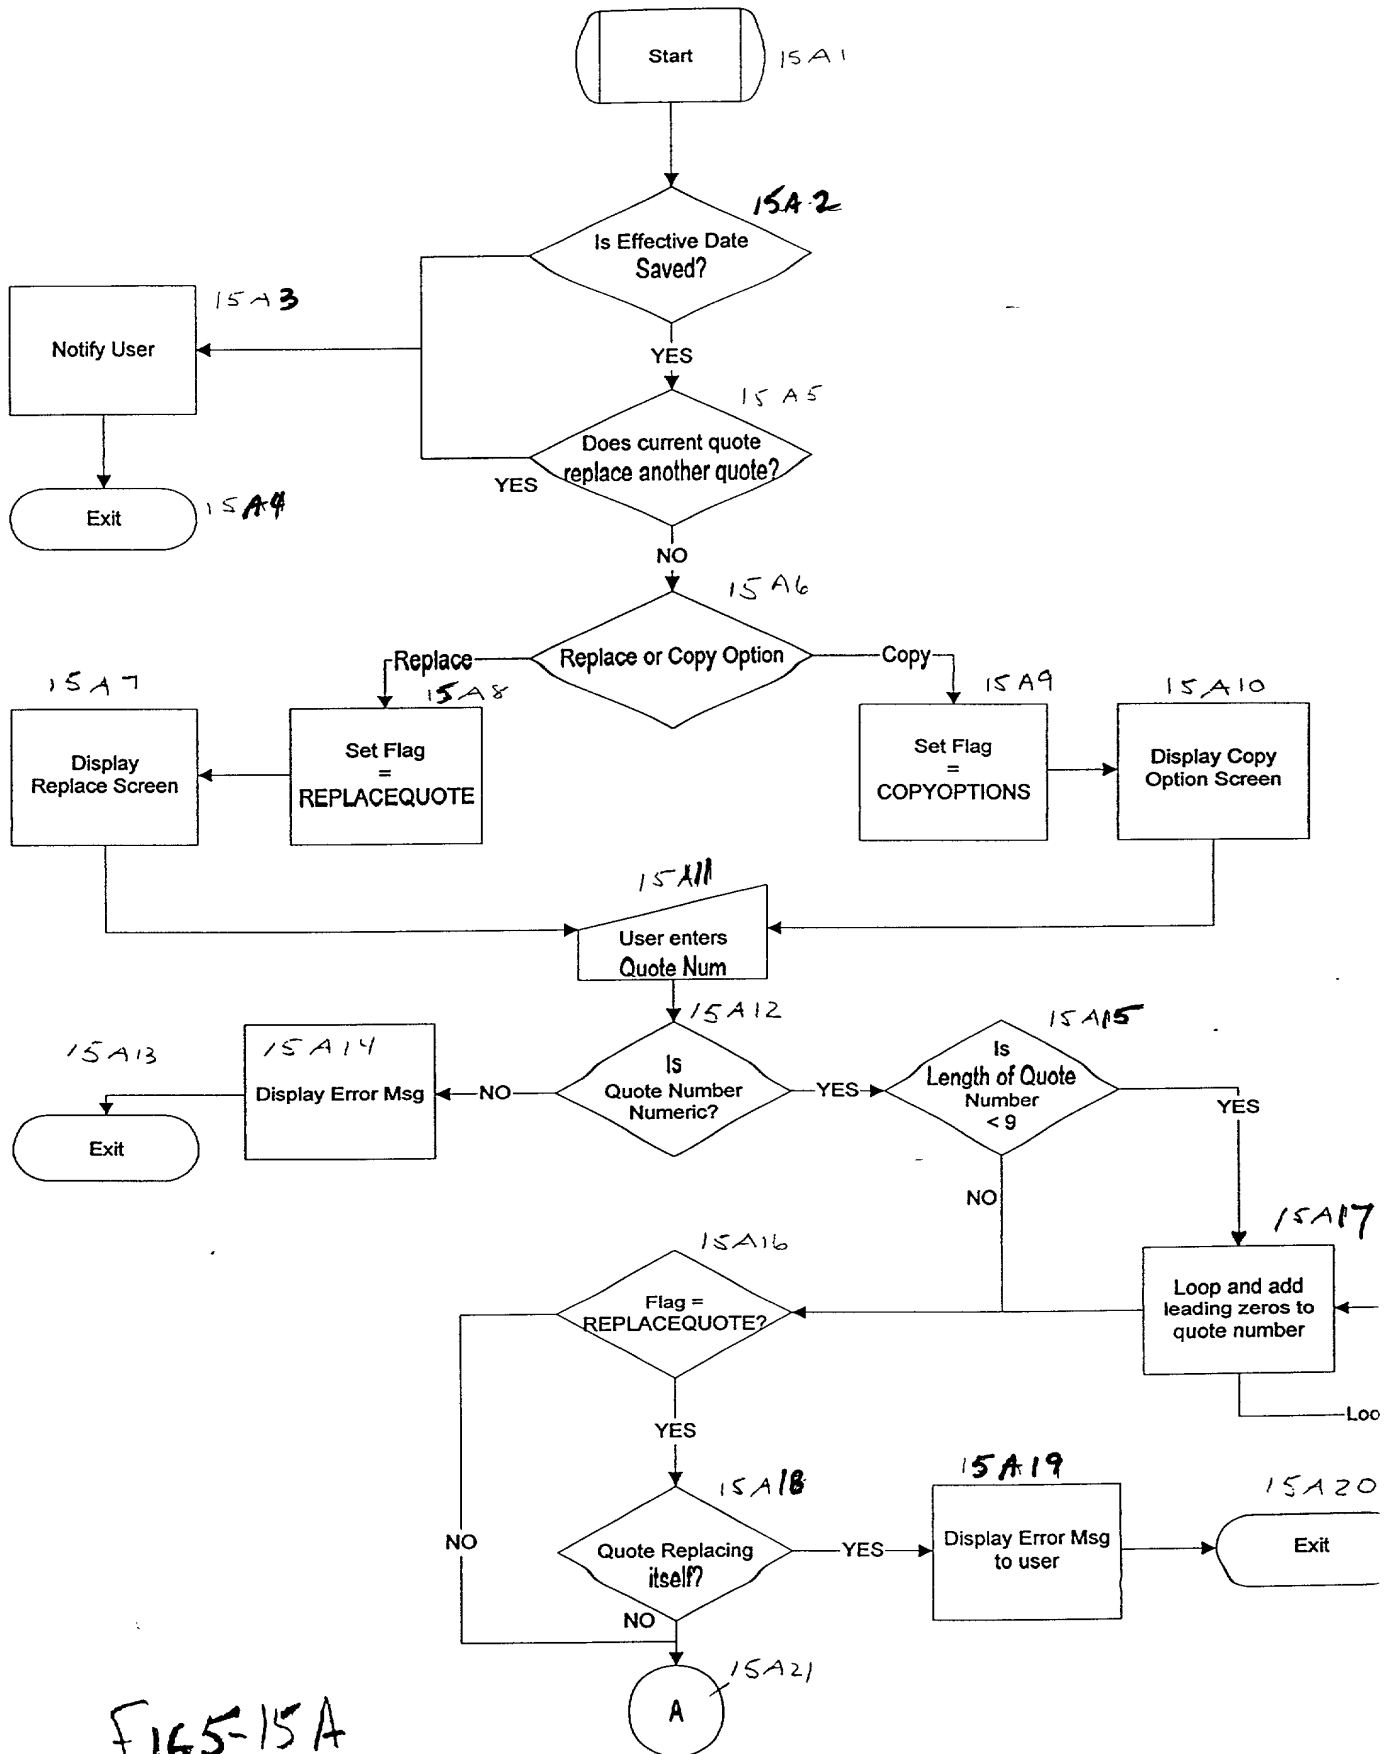 Start
15A1
15A2
Is Effective Date
Saved?
15A3
Notify User
YES
15A5
Does current quote
replace another quote?
YES
15A4
Exit
NO
15A6
Replace
Replace or Copy Option
Copy
15A7
15A8
15A9
15A10
Display
Replace Screen
Set Flag
=
REPLACEQUOTE
Set Flag
=
COPYOPTIONS
Display Copy
Option Screen
15A11
User enters
Quote Num
15A12
15A13
15A14
15A15
Display Error Msg
NO
Is
Quote Number
Numeric?
YES
Is
Length of Quote
Number
< 9
YES
Exit
NO
15A17
15A16
Flag =
REPLACEQUOTE?
Loop and add
leading zeros to
quote number
YES
Loo
15A18
15A19
15A20
NO
Quote Replacing
itself?
YES
Display Error Msg
to user
Exit
NO
15A21
A
FIG5-15A